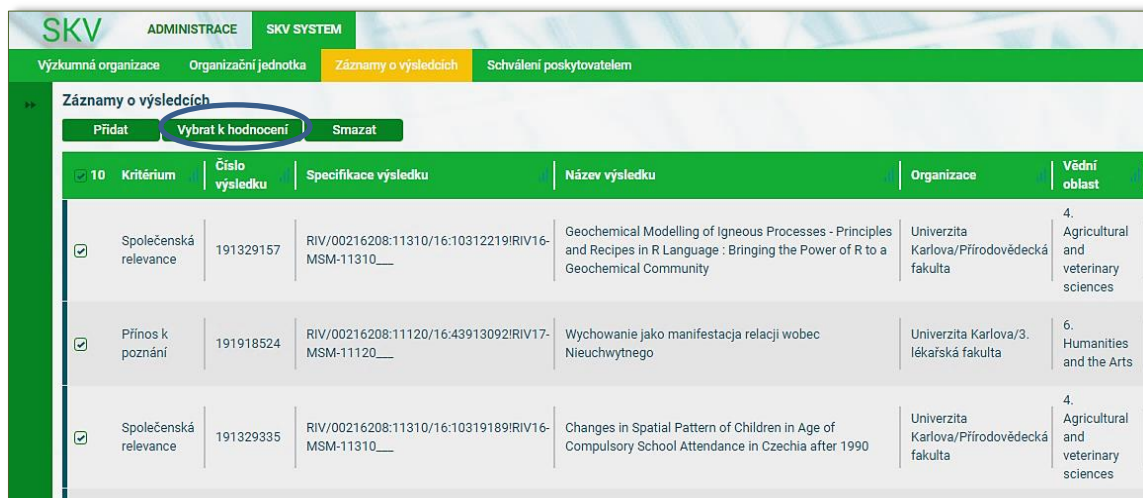 SKV ADMINISTRACE SKV SYSTEM
Výzkumná organizace Organizační jednotka Záznamy o výsledcích Schválení poskytovatelem
Záznamy o výsledcích
Přidat Vybrat k hodnocení Smazat
10 Kritérium Číslo výsledku Specifikace výsledku Název výsledku Organizace Vědní oblast
Společenská relevance
191329157
RIV/00216208:11310/16:10312219!RIV16-
MSM-11310___
Geochemical Modelling of Igneous Processes - Principles
and Recipes in R Language : Bringing the Power of R to a
Geochemical Community
Univerzita
Karlova/Přírodovědecká
fakulta
4.
Agricultural
and
veterinary
sciences
Přínos k
poznání
191918524
RIV/00216208:11120/16:43913092!RIV17-
MSM-11120___
Wychowanie jako manifestacja relacji wobec
Nieuchwytnego
Univerzita Karlova/3.
lékařská fakulta
6.
Humanities
and the Arts
Společenská
relevance
191329335
RIV/00216208:11310/16:10319189!RIV16-
MSM-11310___
Changes in Spatial Pattern of Children in Age of
Compulsory School Attendance in Czechia after 1990
Univerzita
Karlova/Přírodovědecká
fakulta
4.
Agricultural
and
veterinary
sciences